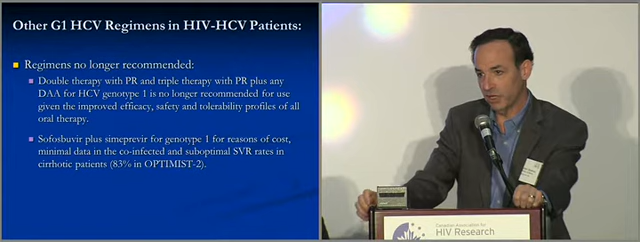 Other G1 HCV Regimens in HIV-HCV Patients:
Regimens no longer recommended:
Double therapy with PR and triple therapy with PR plus any
DAA for HCV genotype 1 is no longer recommended for use
given the improved efficacy, safety and tolerability profiles of all
oral therapy.
Sofosbuvir plus simeprevir for genotype 1 for reasons of cost,
minimal data in the co-infected and suboptimal SVR rates in
cirrhotic patients (83% in OPTIMIST-2).
Canadian Association for
HIV Research